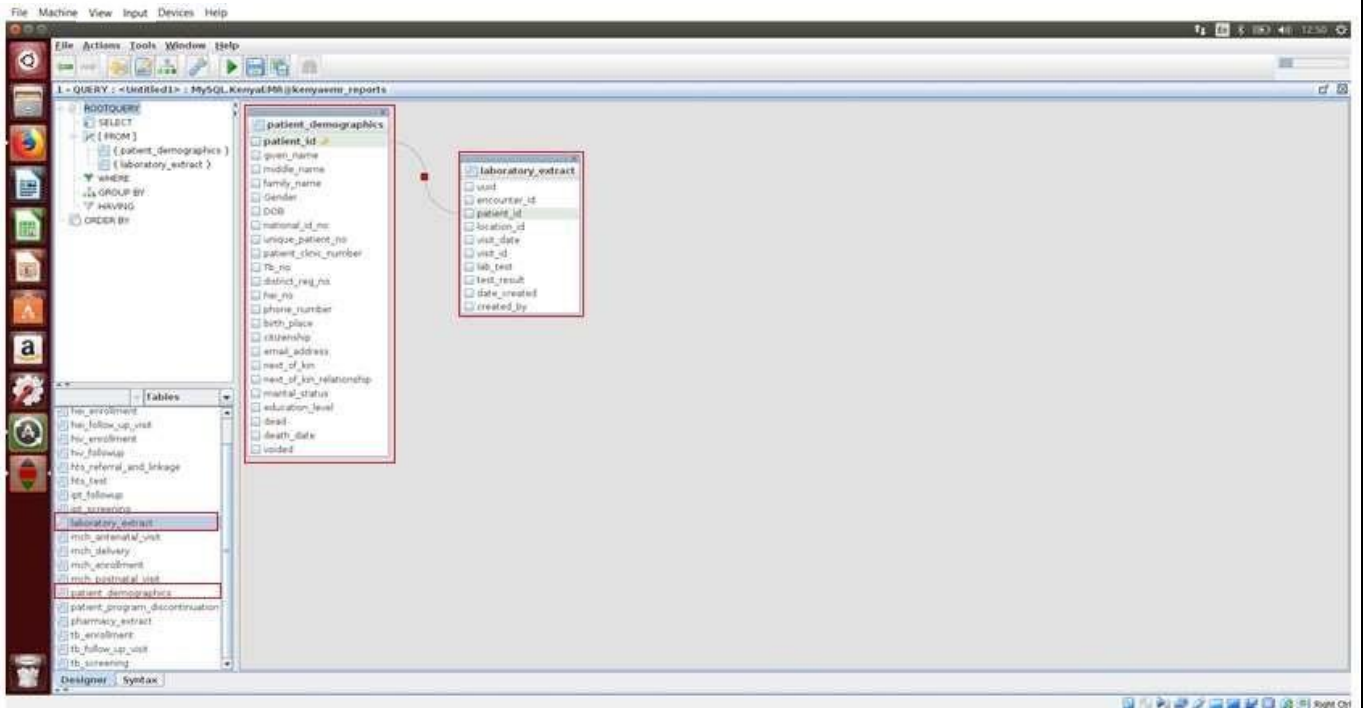 File Machine View Input Devices Help
12:50
File Actions Tools Window Help
1 - QUERY : <Untitled1> : MySQL.KenyaEMR@kenyaemr_reports
ROOTQUERY
SELECT
[ FROM ]
{ patient_demographics }
{ laboratory_extract }
WHERE
GROUP BY
HAVING
ORDER BY
patient_demographics
patient_id
given_name
middle_name
family_name
Gender
DOB
national_id_no
unique_patient_no
patient_clinic_number
Tb_no
district_reg_no
hei_no
phone_number
birth_place
citizenship
email_address
next_of_kin
next_of_kin_relationship
marital_status
education_level
dead
death_date
voided
laboratory_extract
uuid
encounter_id
patient_id
location_id
visit_date
visit_id
lab_test
test_result
date_created
created_by
Tables
hei_enrollment
hei_follow_up_visit
hiv_enrollment
hiv_followup
hts_referral_and_linkage
hts_test
ipt_followup
ipt_screening
laboratory_extract
mch_antenatal_visit
mch_delivery
mch_enrollment
mch_postnatal_visit
patient_demographics
patient_program_discontinuation
pharmacy_extract
tb_enrollment
tb_follow_up_visit
tb_screening
Designer Syntax
Right Ctrl